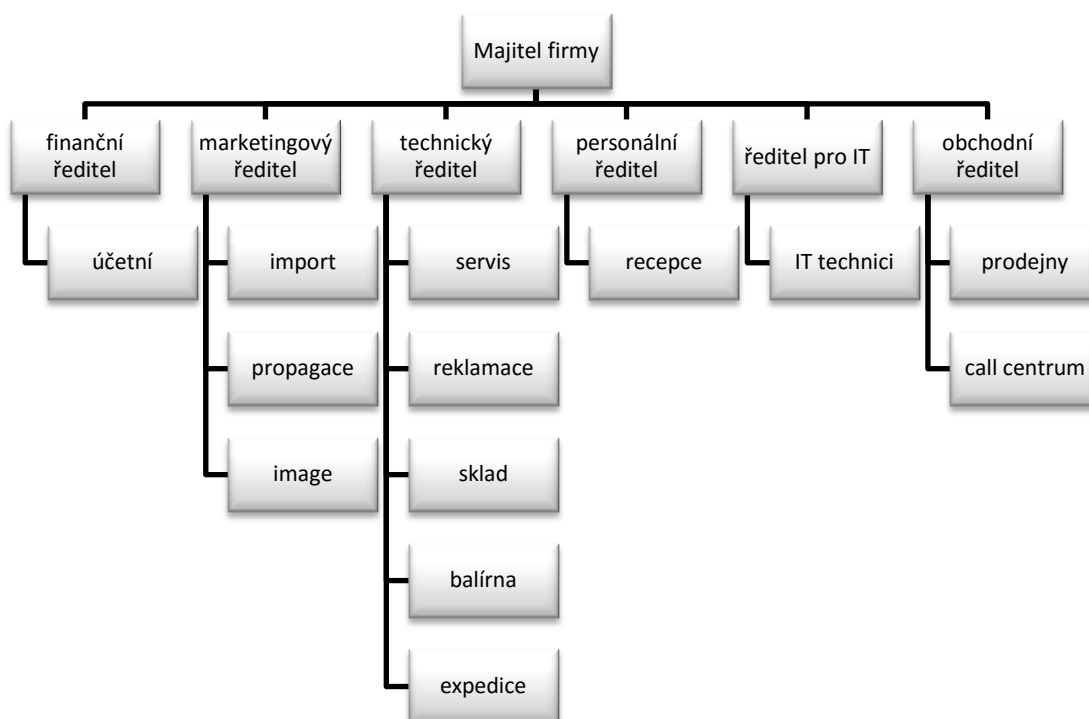 Majitel firmy
finanční
ředitel
marketingový
ředitel
technický
ředitel
personální
ředitel
ředitel pro IT
obchodní
ředitel
účetní
import
servis
recepce
IT technici
prodejny
propagace
reklamace
call centrum
image
sklad
balírna
expedice